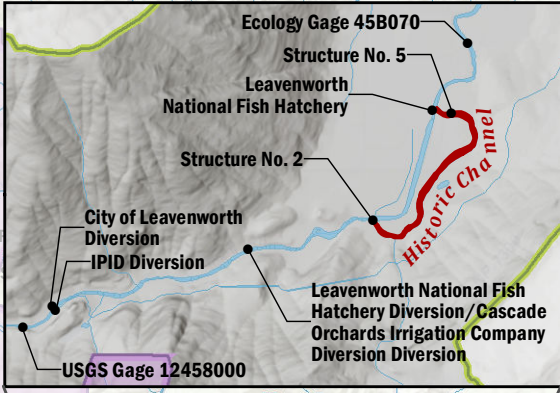 Ecology Gage 45B070
Structure No. 5
Leavenworth
National Fish Hatchery
Historic Channel
Structure No. 2
City of Leavenworth
Diversion
IPID Diversion
Leavenworth National Fish
Hatchery Diversion/Cascade
Orchards Irrigation Company
Diversion Diversion
USGS Gage 12458000